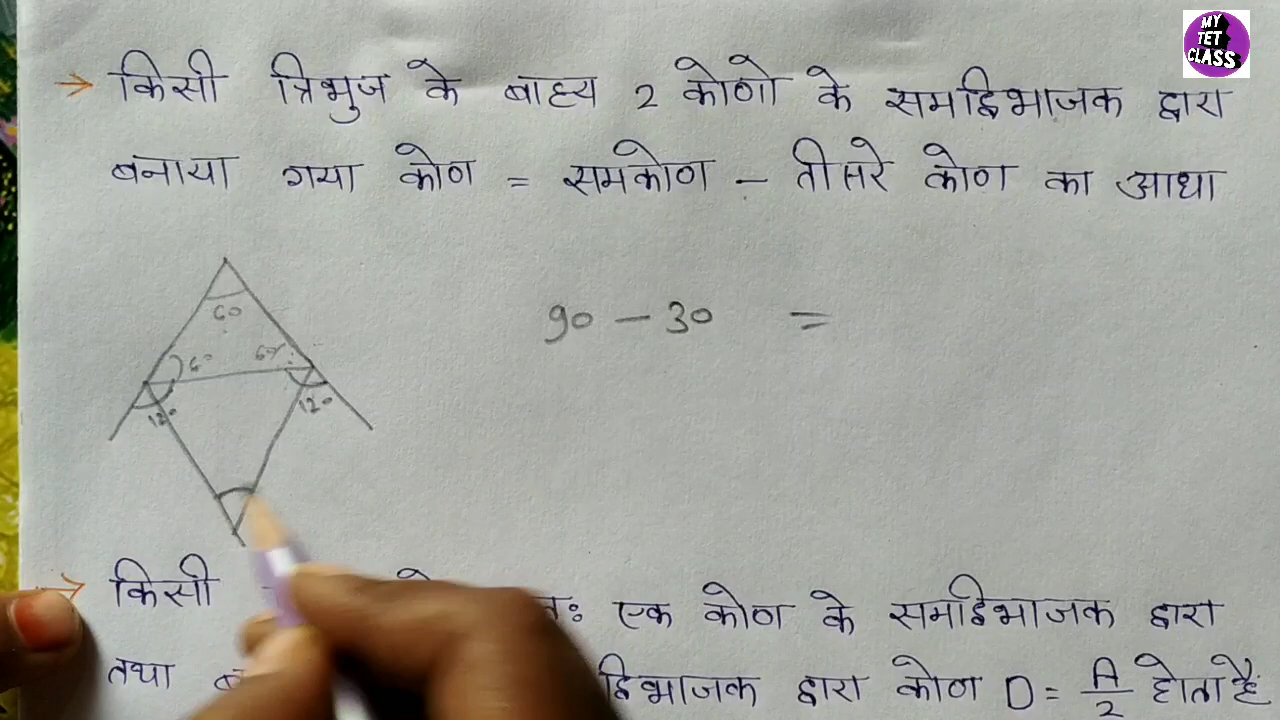 MY
TET
CLASS
→ किसी त्रिभुज के बाह्य 2 कोणो के समद्विभाजक द्वारा
बनाया गया कोण = समकोण - तीसरे कोण का आधा
60
90 - 30 =
60
60
120
120
→ किसी एक कोण के समद्विभाजक द्वारा
तथा द्विभाजक द्वारा कोण D = A/2 होता है